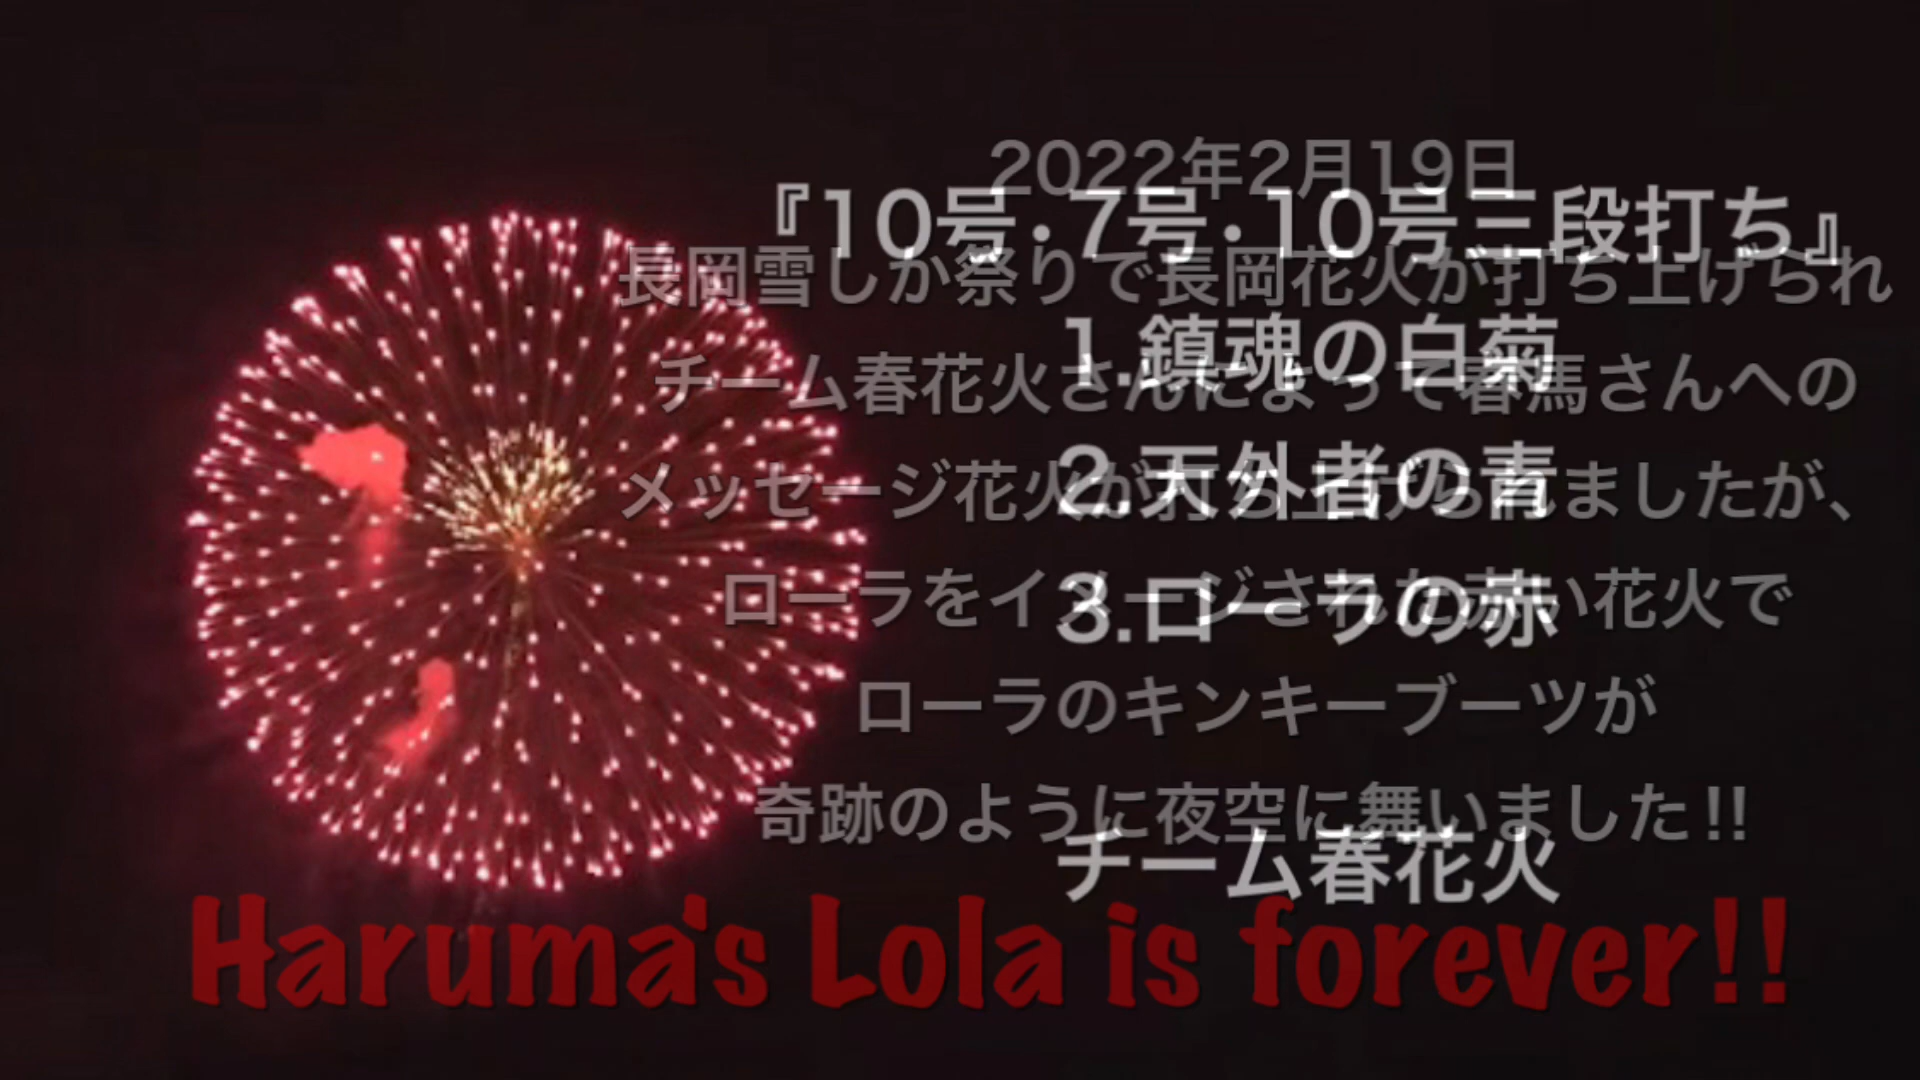 2022年2月19日
『10号・7号・10号三段打ち』
長岡雪しか祭りで長岡花火が打ち上げられ
1.鎮魂の白菊
チーム春花火さんによって春馬さんへの
2.天外者の青
メッセージ花火が打ち上げられましたが、
3.ローラの赤
ローラをイメージされた赤い花火で
ローラのキンキーブーツが
奇跡のように夜空に舞いました!!
チーム春花火
Haruma's Lola is forever!!